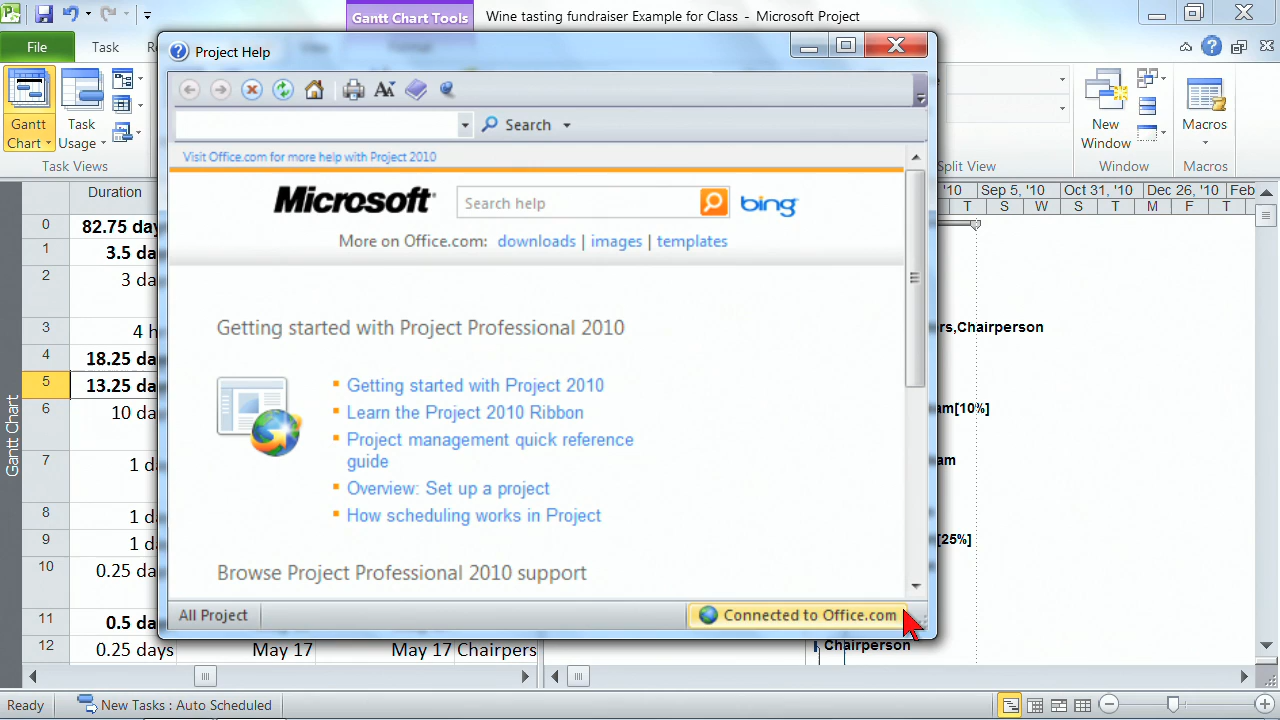 Gantt Chart Tools
Wine tasting fundraiser Example for Class - Microsoft Project
File
Task
Project Help
Gantt
Chart
Task
Usage
Task Views
New
Window
Window
Macros
Macros
Split View
Search
Visit Office.com for more help with Project 2010
Microsoft
Search help
bing
More on Office.com: downloads | images | templates
Getting started with Project Professional 2010
Getting started with Project 2010
Learn the Project 2010 Ribbon
Project management quick reference
guide
Overview: Set up a project
How scheduling works in Project
Browse Project Professional 2010 support
All Project
Connected to Office.com
Gantt Chart
Duration
'10 Sep 5, '10 Oct 31, '10 Dec 26, '10 Feb
T S W S T M F T
0 82.75 day
1 3.5 da
2 3 da
3 4 h
ers,Chairperson
4 18.25 da
5 13.25 da
6 10 da
am[10%]
7 1 da
am
8 1 da
9 1 da
[25%]
10 0.25 da
11 0.5 da
12 0.25 days May 17 May 17 Chairpers
Chairperson
Ready
New Tasks : Auto Scheduled